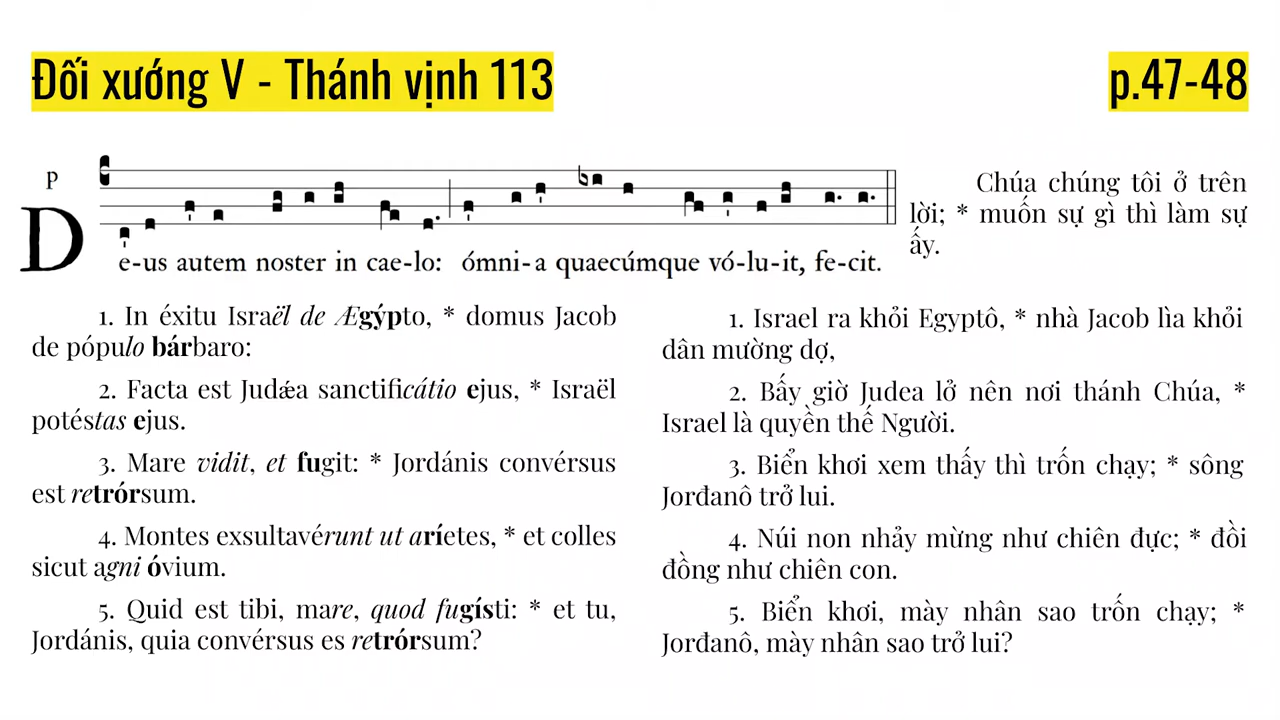 Đối xướng V - Thánh vịnh 113
p.47-48
P
De-us autem noster in cae-lo: ómni-a quaecúmque vó-lu-it, fe-cit.
Chúa chúng tôi ở trên
lời; * muốn sự gì thì làm sự
ấy.
1. In éxitu Israël de Ægýpto, * domus Jacob
de pópulo bárbaro:
2. Facta est Judǽa sanctificátio ejus, * Israël
potéstas ejus.
3. Mare vidit, et fugit: * Jordánis convérsus
est retrórsum.
4. Montes exsultavérunt ut aríetes, * et colles
sicut agni óvium.
5. Quid est tibi, mare, quod fugísti: * et tu,
Jordánis, quia convérsus es retrórsum?
1. Israel ra khỏi Egyptô, * nhà Jacob lìa khỏi
dân mường dợ,
2. Bấy giờ Judea lở nên nơi thánh Chúa, *
Israel là quyền thế Người.
3. Biển khơi xem thấy thì trốn chạy; * sông
Jorđanô trở lui.
4. Núi non nhảy mừng như chiên đực; * đồi
đồng như chiên con.
5. Biển khơi, mày nhân sao trốn chạy; *
Jorđanô, mày nhân sao trở lui?